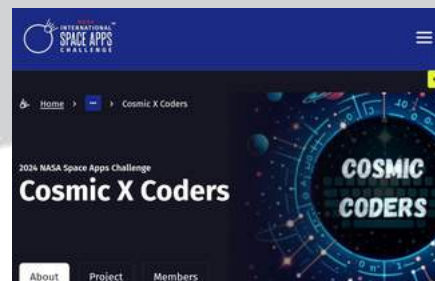 NASA
INTERNATIONAL
SPACE APPS
CHALLENGE
Home > ... > Cosmic X Coders
2024 NASA Space Apps Challenge
Cosmic X Coders
COSMIC
CODERS
About Project Members